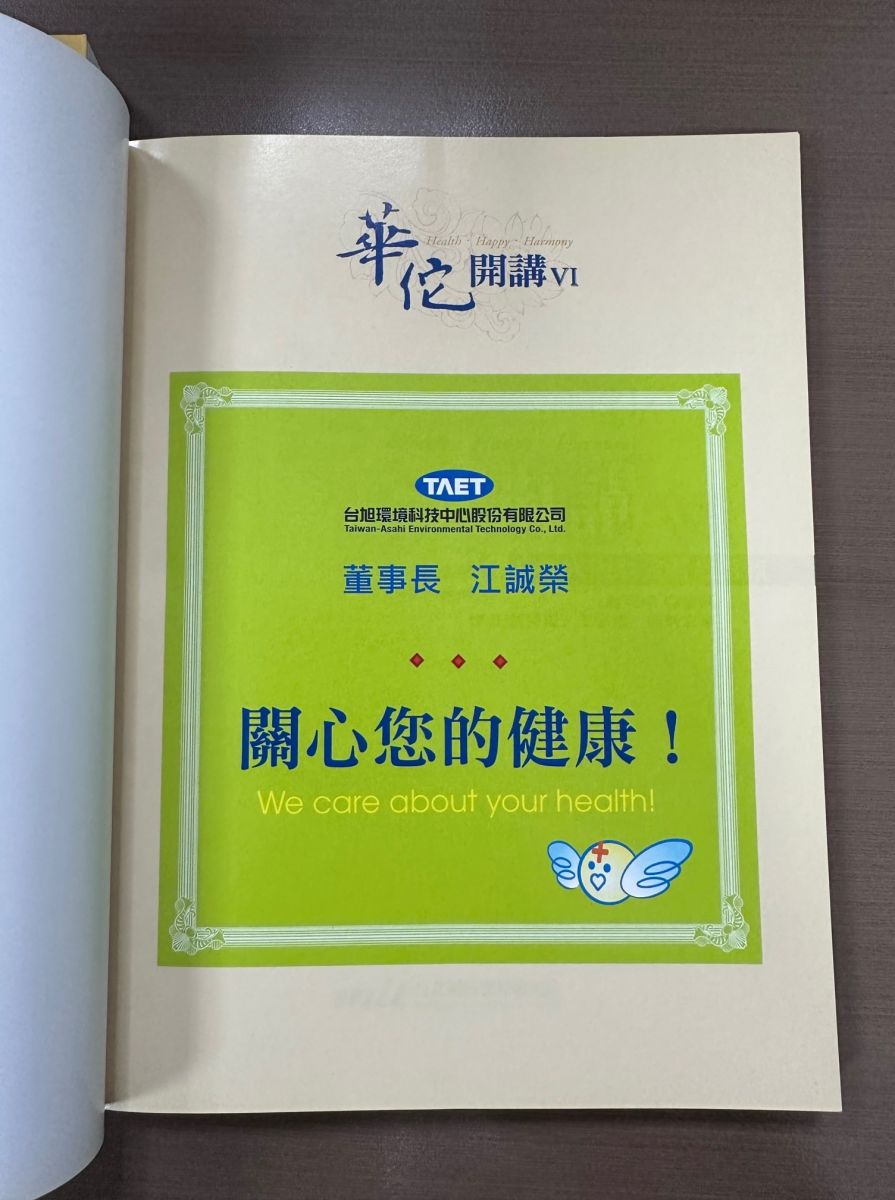 Health · Happy · Harmony
華佗開講VI
TAET
台旭環境科技中心股份有限公司
Taiwan-Asahi Environmental Technology Co., Ltd.
董事長 江誠榮
關心您的健康！
We care about your health!